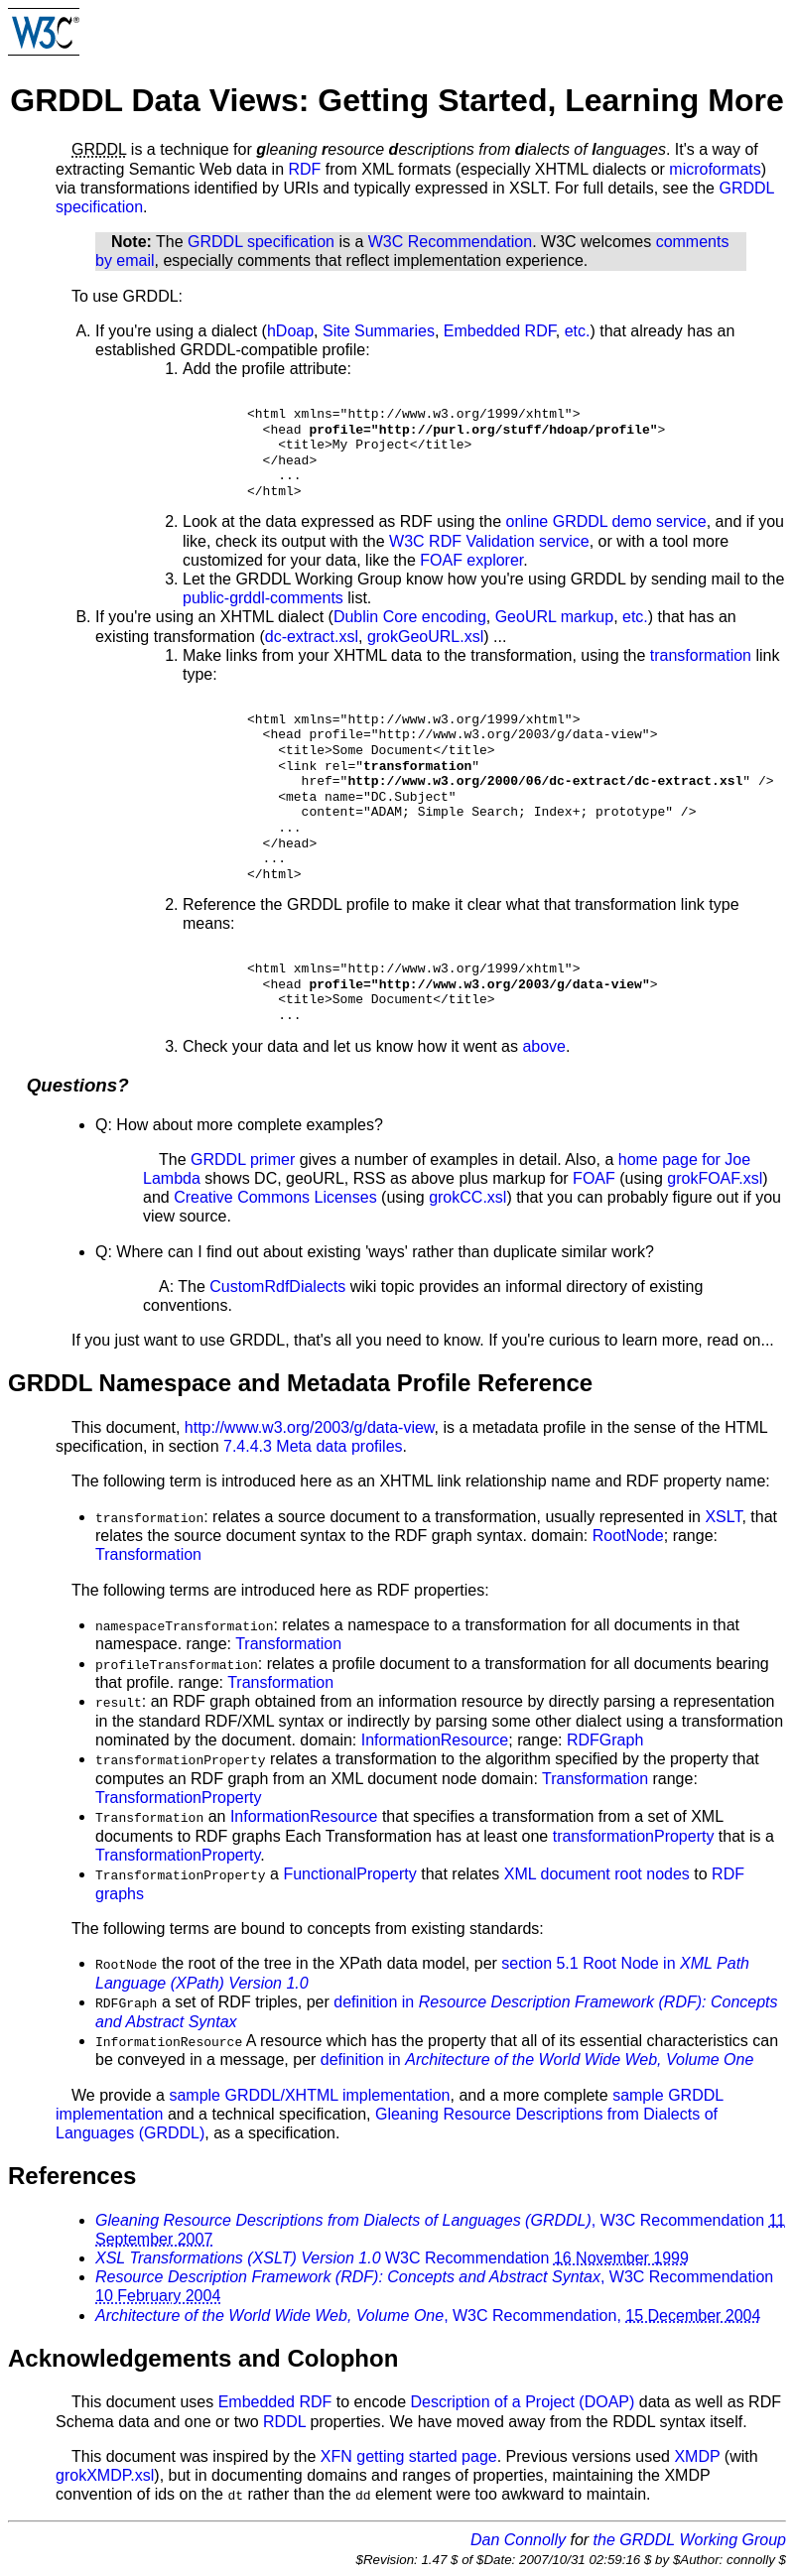 W3C®
GRDDL Data Views: Getting Started, Learning More
GRDDL is a technique for gleaning resource descriptions from dialects of languages. It's a way of
extracting Semantic Web data in RDF from XML formats (especially XHTML dialects or microformats)
via transformations identified by URIs and typically expressed in XSLT. For full details, see the GRDDL
specification.
Note: The GRDDL specification is a W3C Recommendation. W3C welcomes comments
by email, especially comments that reflect implementation experience.
To use GRDDL:
A. If you're using a dialect (hDoap, Site Summaries, Embedded RDF, etc.) that already has an
established GRDDL-compatible profile:
1. Add the profile attribute:
<html xmlns="http://www.w3.org/1999/xhtml">
<head profile="http://purl.org/stuff/hdoap/profile">
<title>My Project</title>
</head>
...
</html>
2. Look at the data expressed as RDF using the online GRDDL demo service, and if you
like, check its output with the W3C RDF Validation service, or with a tool more
customized for your data, like the FOAF explorer.
3. Let the GRDDL Working Group know how you're using GRDDL by sending mail to the
public-grddl-comments list.
B. If you're using an XHTML dialect (Dublin Core encoding, GeoURL markup, etc.) that has an
existing transformation (dc-extract.xsl, grokGeoURL.xsl) ...
1. Make links from your XHTML data to the transformation, using the transformation link
type:
<html xmlns="http://www.w3.org/1999/xhtml">
<head profile="http://www.w3.org/2003/g/data-view">
<title>Some Document</title>
<link rel="transformation"
href="http://www.w3.org/2000/06/dc-extract/dc-extract.xsl" />
<meta name="DC.Subject"
content="ADAM; Simple Search; Index+; prototype" />
...
</head>
...
</html>
2. Reference the GRDDL profile to make it clear what that transformation link type
means:
<html xmlns="http://www.w3.org/1999/xhtml">
<head profile="http://www.w3.org/2003/g/data-view">
<title>Some Document</title>
...
3. Check your data and let us know how it went as above.
Questions?
• Q: How about more complete examples?
The GRDDL primer gives a number of examples in detail. Also, a home page for Joe
Lambda shows DC, geoURL, RSS as above plus markup for FOAF (using grokFOAF.xsl)
and Creative Commons Licenses (using grokCC.xsl) that you can probably figure out if you
view source.
• Q: Where can I find out about existing 'ways' rather than duplicate similar work?
A: The CustomRdfDialects wiki topic provides an informal directory of existing
conventions.
If you just want to use GRDDL, that's all you need to know. If you're curious to learn more, read on...
GRDDL Namespace and Metadata Profile Reference
This document, http://www.w3.org/2003/g/data-view, is a metadata profile in the sense of the HTML
specification, in section 7.4.4.3 Meta data profiles.
The following term is introduced here as an XHTML link relationship name and RDF property name:
• transformation: relates a source document to a transformation, usually represented in XSLT, that
relates the source document syntax to the RDF graph syntax. domain: RootNode; range:
Transformation
The following terms are introduced here as RDF properties:
• namespaceTransformation: relates a namespace to a transformation for all documents in that
namespace. range: Transformation
• profileTransformation: relates a profile document to a transformation for all documents bearing
that profile. range: Transformation
• result: an RDF graph obtained from an information resource by directly parsing a representation
in the standard RDF/XML syntax or indirectly by parsing some other dialect using a transformation
nominated by the document. domain: InformationResource; range: RDFGraph
• transformationProperty relates a transformation to the algorithm specified by the property that
computes an RDF graph from an XML document node domain: Transformation range:
TransformationProperty
• Transformation an InformationResource that specifies a transformation from a set of XML
documents to RDF graphs Each Transformation has at least one transformationProperty that is a
TransformationProperty.
• TransformationProperty a FunctionalProperty that relates XML document root nodes to RDF
graphs
The following terms are bound to concepts from existing standards:
• RootNode the root of the tree in the XPath data model, per section 5.1 Root Node in XML Path
Language (XPath) Version 1.0
• RDFGraph a set of RDF triples, per definition in Resource Description Framework (RDF): Concepts
and Abstract Syntax
• InformationResource A resource which has the property that all of its essential characteristics can
be conveyed in a message, per definition in Architecture of the World Wide Web, Volume One
We provide a sample GRDDL/XHTML implementation, and a more complete sample GRDDL
implementation and a technical specification, Gleaning Resource Descriptions from Dialects of
Languages (GRDDL), as a specification.
References
• Gleaning Resource Descriptions from Dialects of Languages (GRDDL), W3C Recommendation 11
September 2007
• XSL Transformations (XSLT) Version 1.0 W3C Recommendation 16 November 1999
• Resource Description Framework (RDF): Concepts and Abstract Syntax, W3C Recommendation
10 February 2004
• Architecture of the World Wide Web, Volume One, W3C Recommendation, 15 December 2004
Acknowledgements and Colophon
This document uses Embedded RDF to encode Description of a Project (DOAP) data as well as RDF
Schema data and one or two RDDL properties. We have moved away from the RDDL syntax itself.
This document was inspired by the XFN getting started page. Previous versions used XMDP (with
grokXMDP.xsl), but in documenting domains and ranges of properties, maintaining the XMDP
convention of ids on the dt rather than the dd element were too awkward to maintain.
Dan Connolly for the GRDDL Working Group
$Revision: 1.47 $ of $Date: 2007/10/31 02:59:16 $ by $Author: connolly $